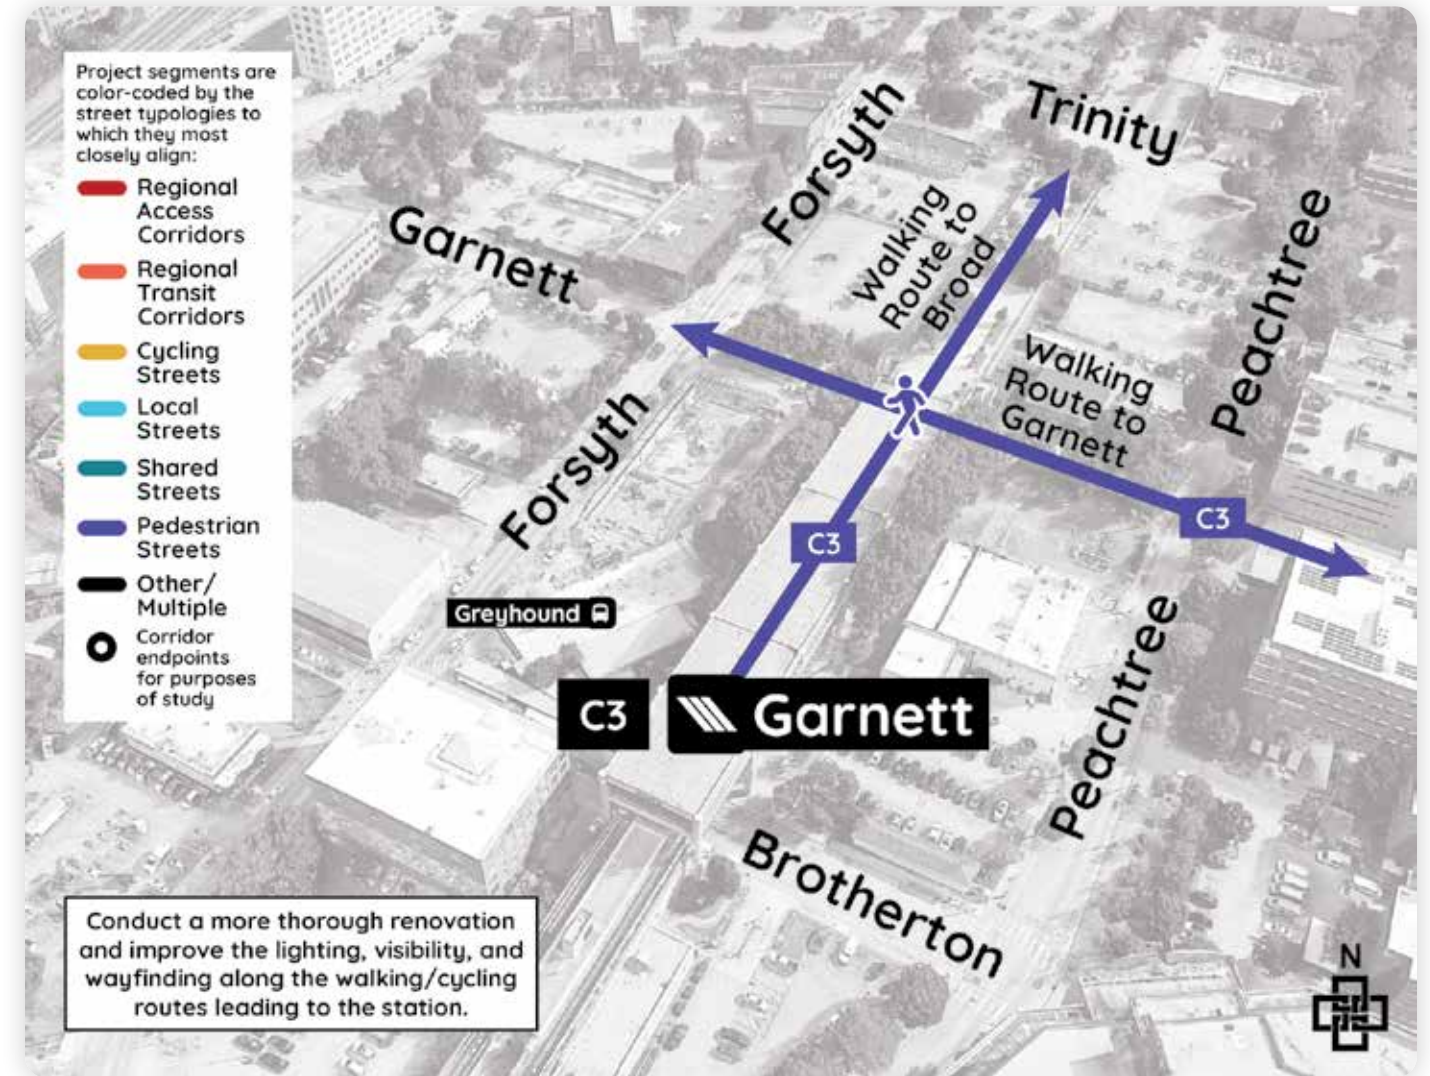 Project segments are
color-coded by the
street typologies to
which they most
closely align:
Regional
Access
Corridors
Regional
Transit
Corridors
Cycling
Streets
Local
Streets
Shared
Streets
Pedestrian
Streets
Other/
Multiple
Corridor
endpoints
for purposes
of study
Trinity
Forsyth
Garnett
Walking
Route to
Broad
Peachtree
Walking
Route to
Garnett
Forsyth
C3
C3
Greyhound
Peachtree
C3
Garnett
Brotherton
Conduct a more thorough renovation
and improve the lighting, visibility, and
wayfinding along the walking/cycling
routes leading to the station.
N